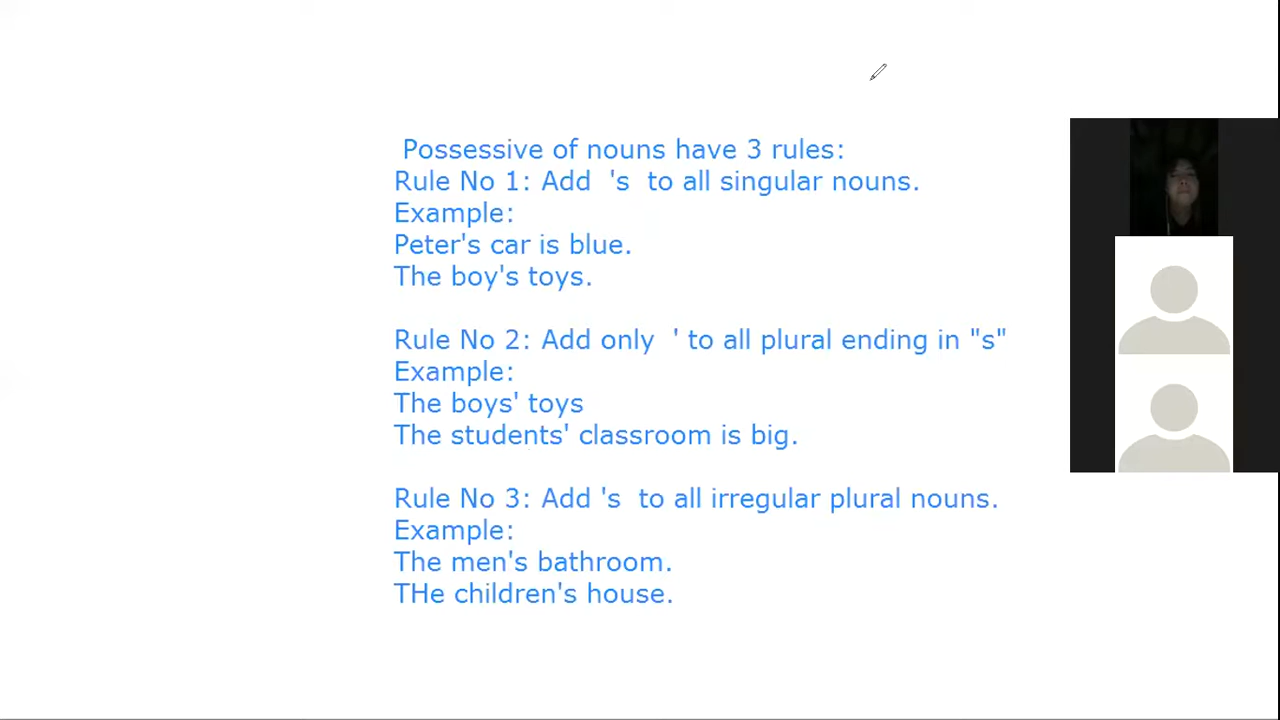 Possessive of nouns have 3 rules:
Rule No 1: Add 's to all singular nouns.
Example:
Peter's car is blue.
The boy's toys.
Rule No 2: Add only ' to all plural ending in "s"
Example:
The boys' toys
The students' classroom is big.
Rule No 3: Add 's to all irregular plural nouns.
Example:
The men's bathroom.
THe children's house.